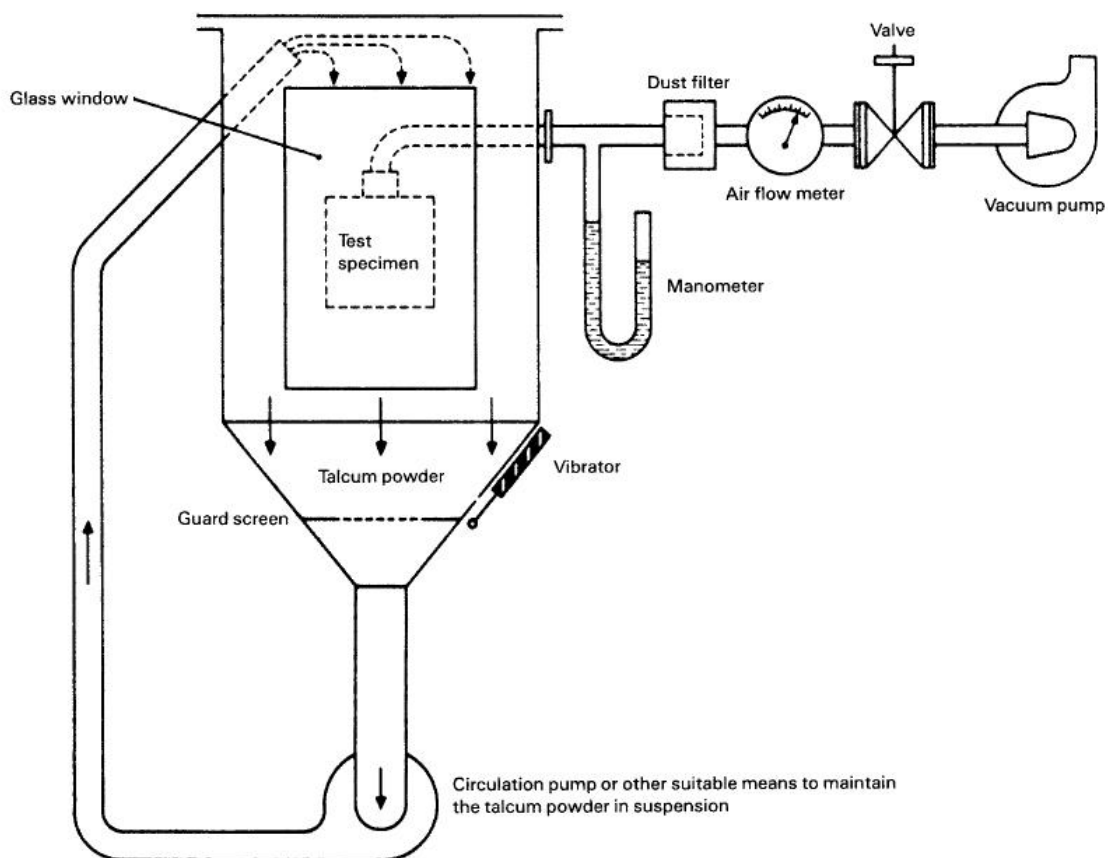 Valve
Dust filter
Glass window
Air flow meter
Vacuum pump
Test
specimen
Manometer
Talcum powder
Vibrator
Guard screen
Circulation pump or other suitable means to maintain
the talcum powder in suspension